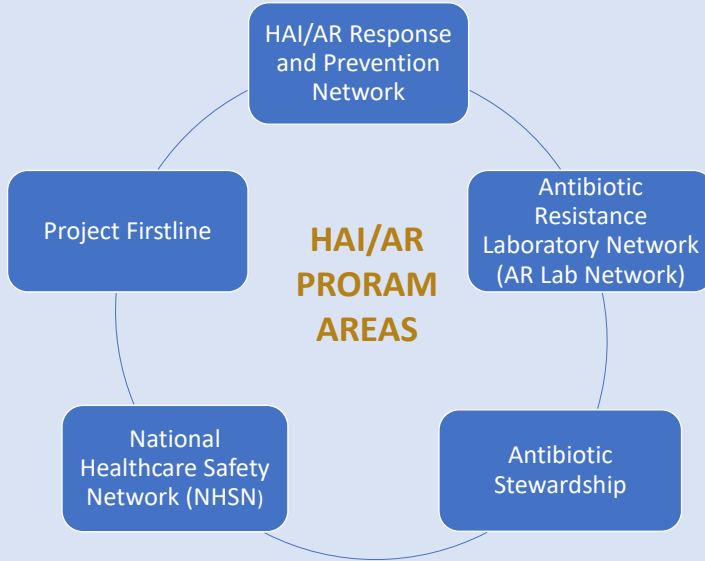 HAI/AR Response
and Prevention
Network
Project Firstline
HAI/AR
PRORAM
AREAS
Antibiotic
Resistance
Laboratory Network
(AR Lab Network)
National
Healthcare Safety
Network (NHSN)
Antibiotic
Stewardship